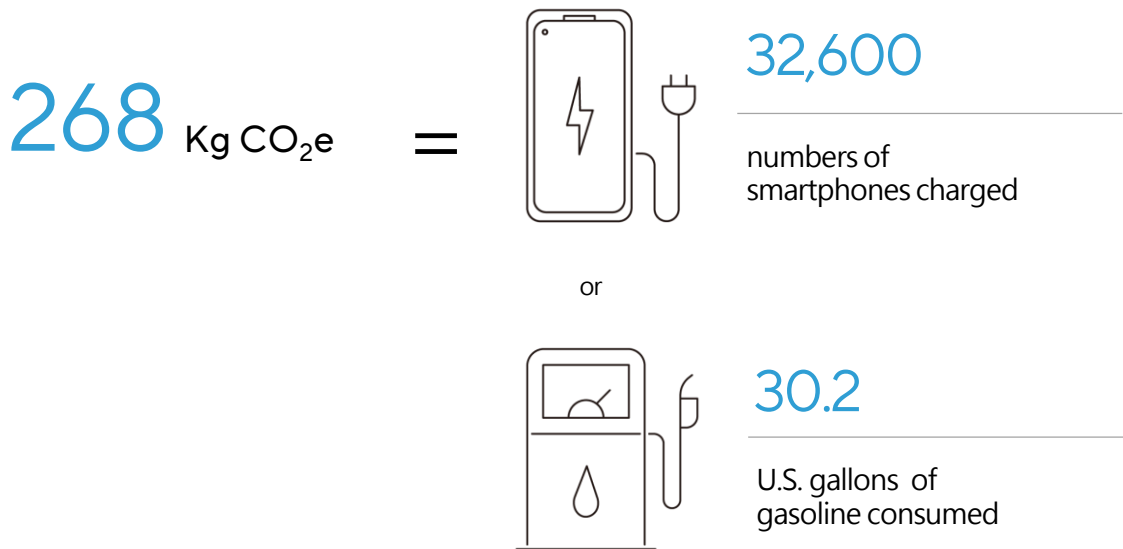 268 Kg CO₂e
=
32,600
numbers of
smartphones charged
or
30.2
U.S. gallons of
gasoline consumed